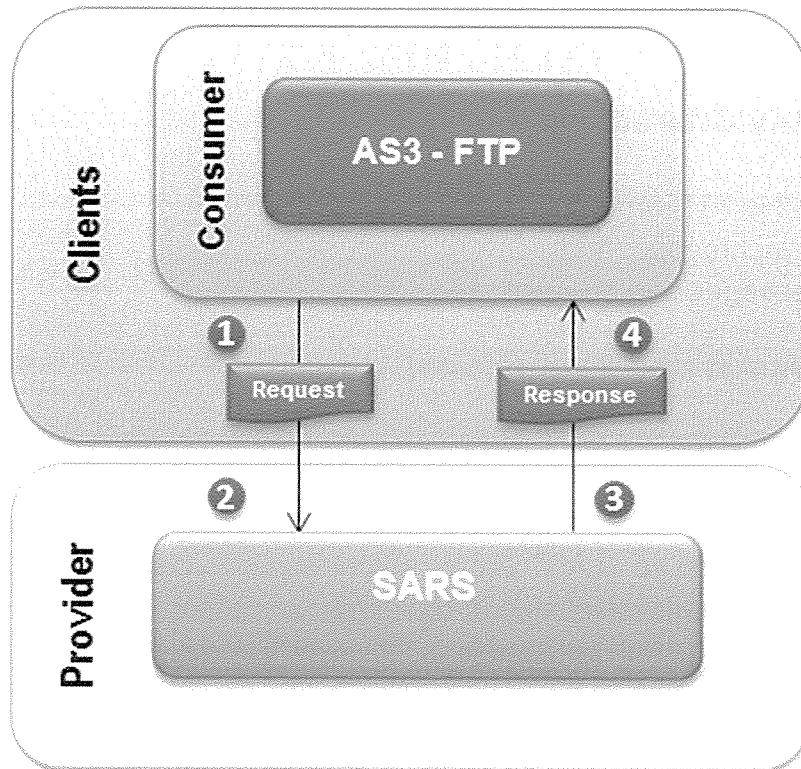 Clients
Consumer
AS3 - FTP
1
4
Request
Response
2
3
Provider
SARS